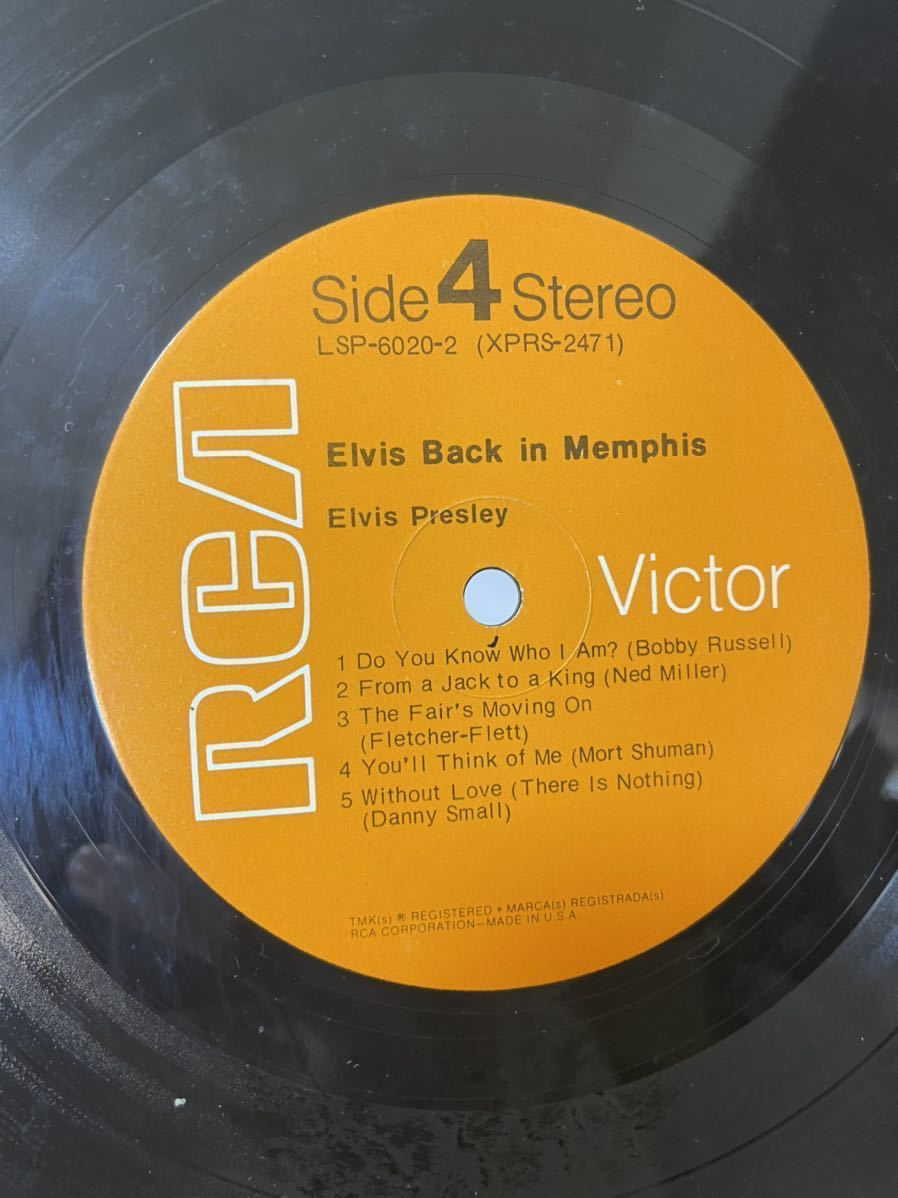 Side 4 Stereo
LSP-6020-2 (XPRS-2471)
RCA
Elvis Back in Memphis
Elvis Presley
Victor
1 Do You Know Who I Am? (Bobby Russell)
2 From a Jack to a King (Ned Miller)
3 The Fair's Moving On
(Fletcher-Flett)
4 You'll Think of Me (Mort Shuman)
5 Without Love (There Is Nothing)
(Danny Small)
TMK(s) ® REGISTERED • MARCA(s) REGISTRADA(s)
RCA CORPORATION—MADE IN U.S.A.